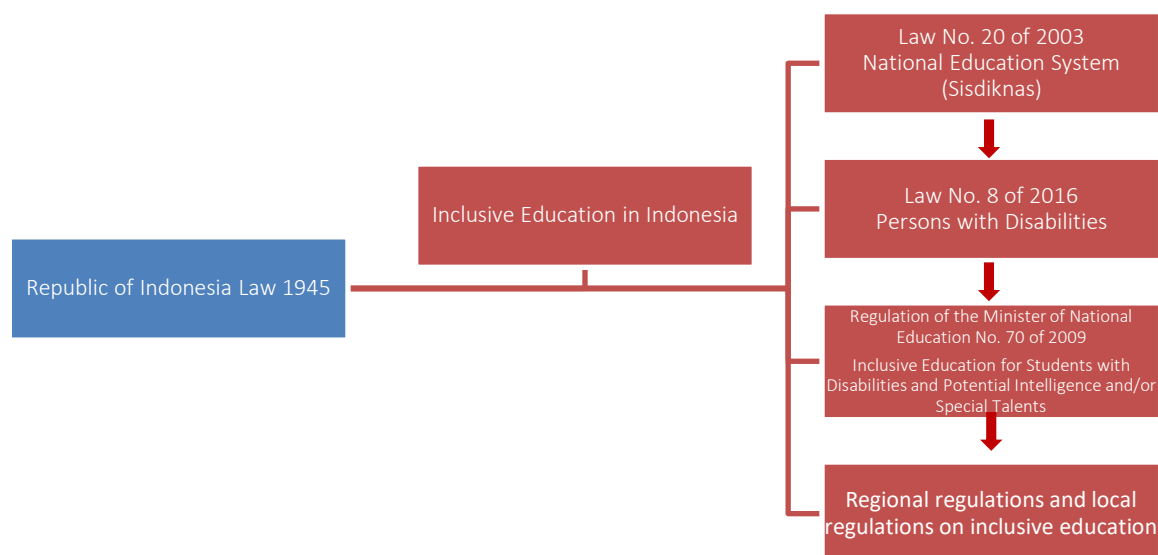 Republic of Indonesia Law 1945
Inclusive Education in Indonesia
Law No. 20 of 2003
National Education System
(Sisdiknas)
Law No. 8 of 2016
Persons with Disabilities
Regulation of the Minister of National
Education No. 70 of 2009
Inclusive Education for Students with
Disabilities and Potential Intelligence and/or
Special Talents
Regional regulations and local
regulations on inclusive education